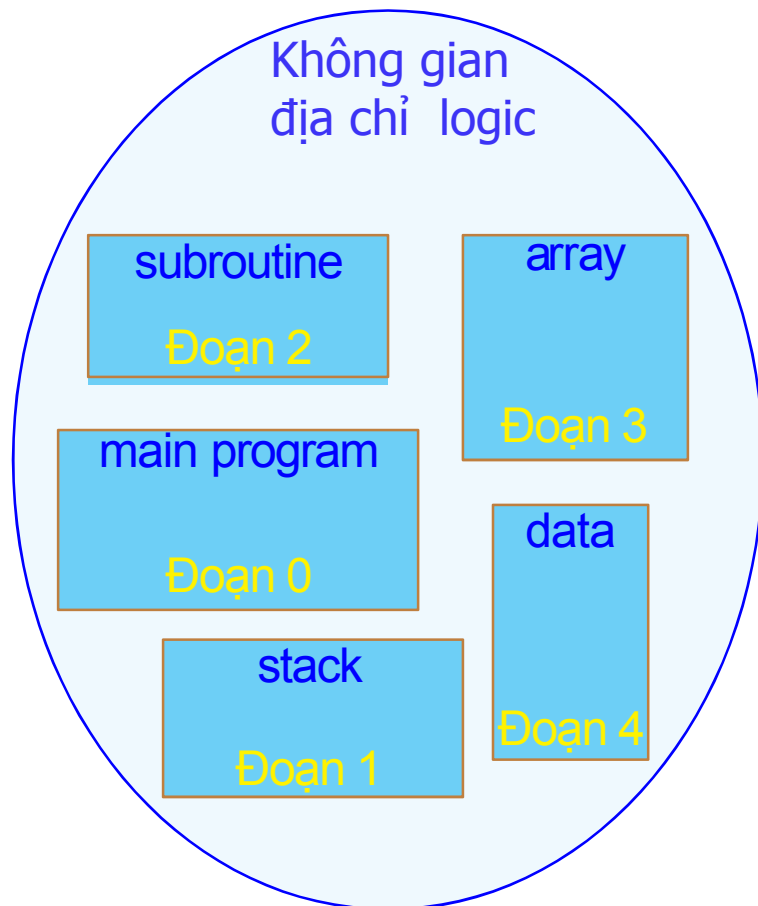 Không gian
địa chỉ logic
subroutine
Đoạn 2
array
Đoạn 3
main program
Đoạn 0
data
Đoạn 4
stack
Đoạn 1